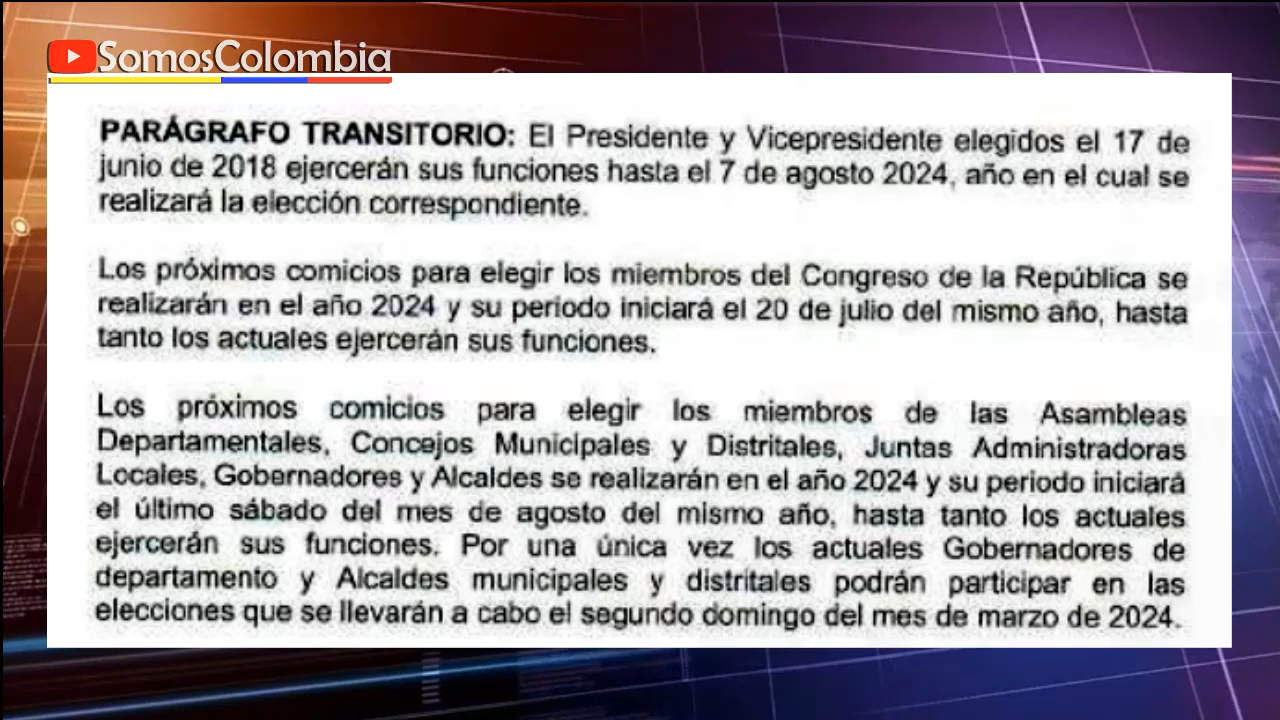 SomosColombia
PARÁGRAFO TRANSITORIO: El Presidente y Vicepresidente elegidos el 17 de
junio de 2018 ejercerán sus funciones hasta el 7 de agosto 2024, año en el cual se
realizará la elección correspondiente.
Los próximos comicios para elegir los miembros del Congreso de la República se
realizarán en el año 2024 y su periodo iniciará el 20 de julio del mismo año, hasta
tanto los actuales ejercerán sus funciones.
Los próximos comicios para elegir los miembros de las Asambleas
Departamentales, Concejos Municipales y Distritales, Juntas Administradoras
Locales, Gobernadores y Alcaldes se realizarán en el año 2024 y su periodo iniciará
el último sábado del mes de agosto del mismo año, hasta tanto los actuales
ejercerán sus funciones. Por una única vez los actuales Gobernadores de
departamento y Alcaldes municipales y distritales podrán participar en las
elecciones que se llevarán a cabo el segundo domingo del mes de marzo de 2024.